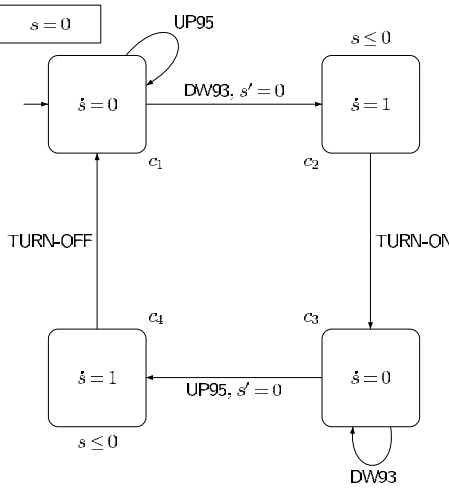 s = 0
UP95
s ≤ 0
ṡ = 0
DW93, s′ = 0
ṡ = 1
c₁
c₂
TURN-OFF
TURN-ON
c₄
c₃
ṡ = 1
UP95, s′ = 0
ṡ = 0
s ≤ 0
DW93